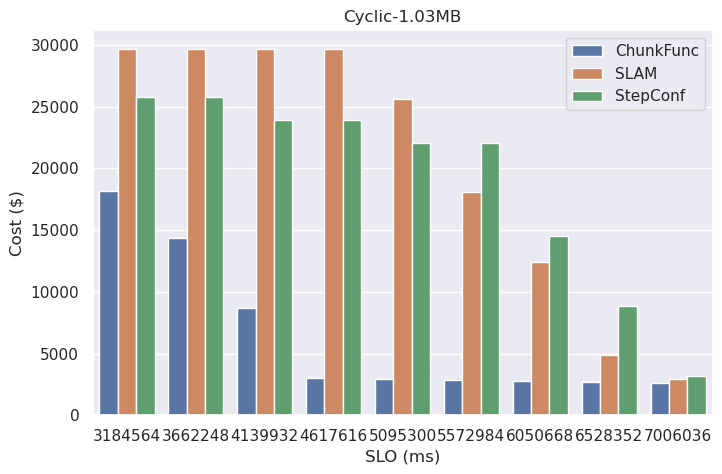 Cyclic-1.03MB
ChunkFunc
SLAM
StepConf
Cost ($)
30000
25000
20000
15000
10000
5000
0
3184564 3662248 4139932 4617616 5095300 5572984 6050668 6528352 7006036
SLO (ms)